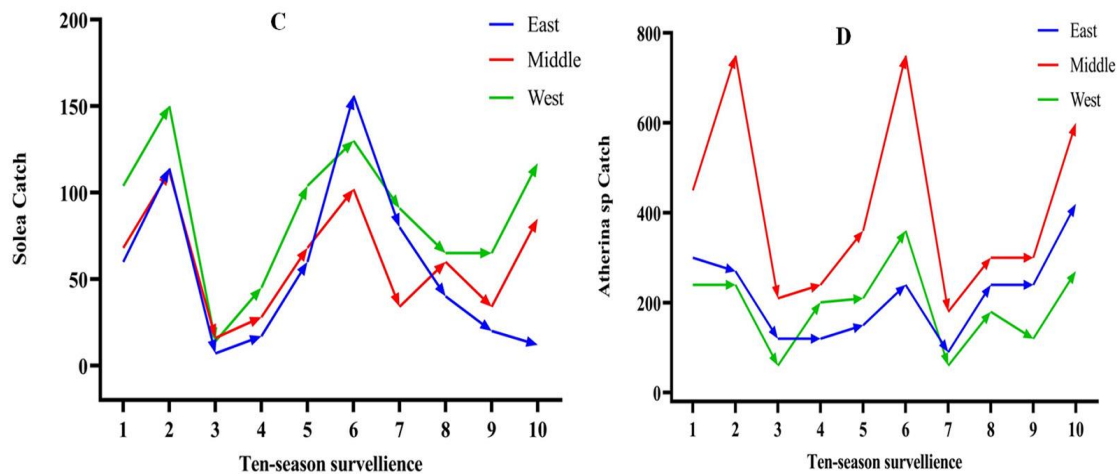 C
East
Middle
West
200
150
100
50
0
Solea Catch
1 2 3 4 5 6 7 8 9 10
Ten-season survellience
D
East
Middle
West
800
600
400
200
0
Atherina sp Catch
1 2 3 4 5 6 7 8 9 10
Ten-season survellience